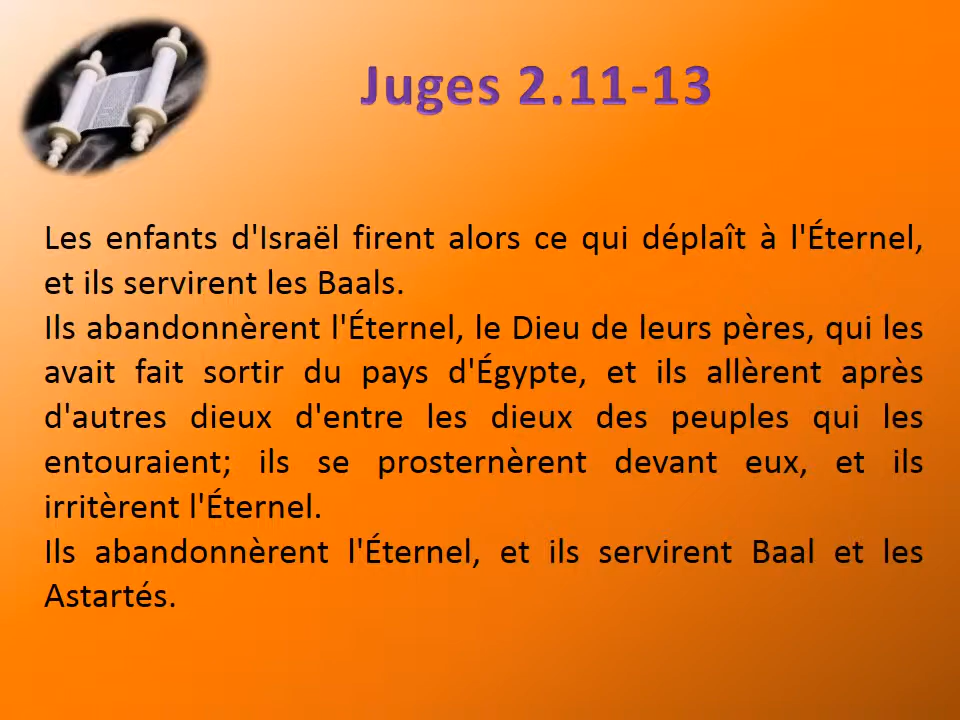 Juges 2.11-13
Les enfants d'Israël firent alors ce qui déplaît à l'Éternel,
et ils servirent les Baals.
Ils abandonnèrent l'Éternel, le Dieu de leurs pères, qui les
avait fait sortir du pays d'Égypte, et ils allèrent après
d'autres dieux d'entre les dieux des peuples qui les
entouraient; ils se prosternèrent devant eux, et ils
irritèrent l'Éternel.
Ils abandonnèrent l'Éternel, et ils servirent Baal et les
Astartés.